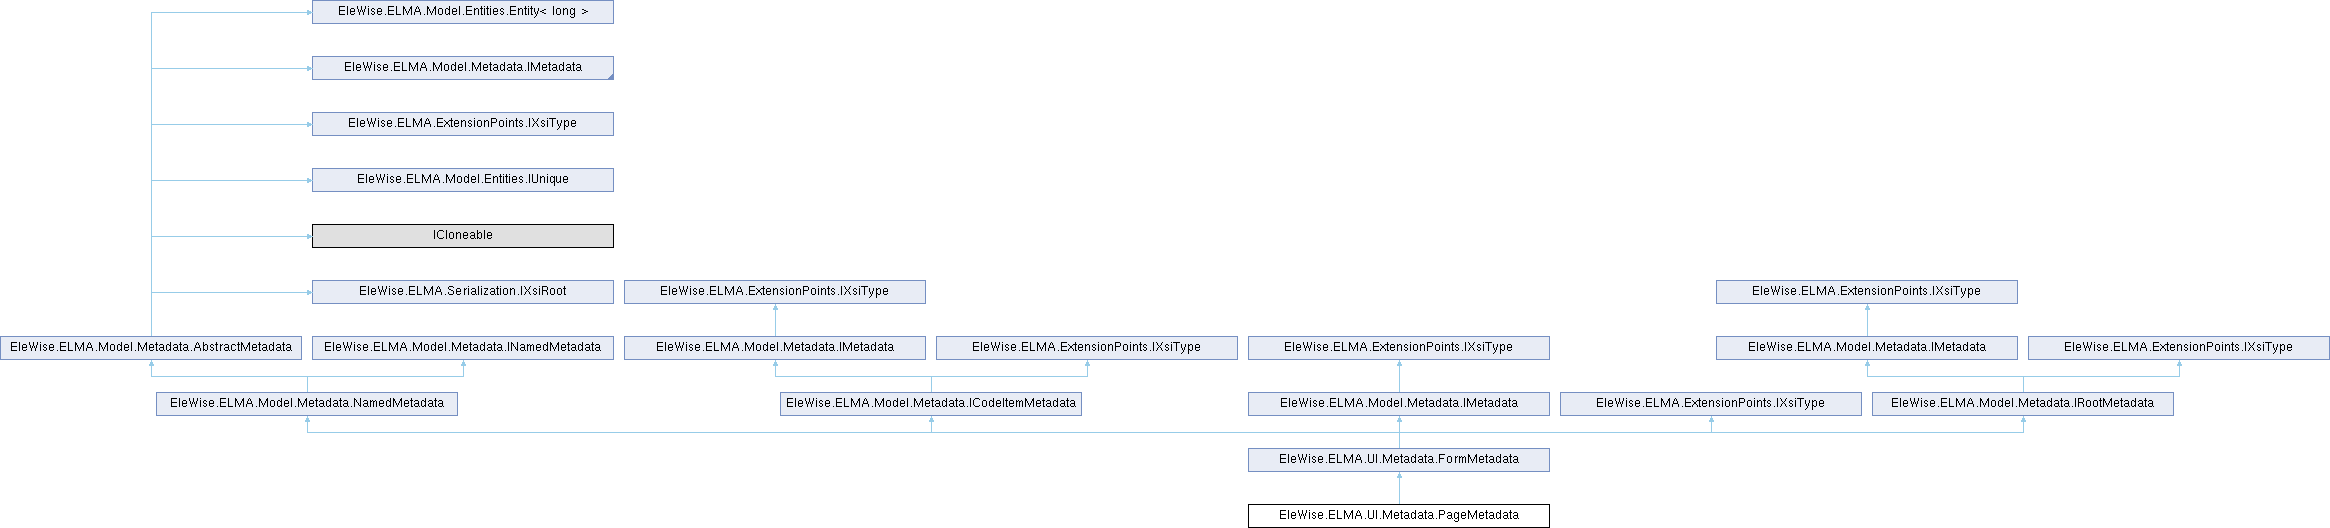 EleWise.ELMA.Model.Entities.Entity< long >
EleWise.ELMA.Model.Metadata.IMetadata
EleWise.ELMA.ExtensionPoints.IXsiType
EleWise.ELMA.Model.Entities.IUnique
ICloneable
EleWise.ELMA.Serialization.IXsiRoot
EleWise.ELMA.ExtensionPoints.IXsiType
EleWise.ELMA.ExtensionPoints.IXsiType
EleWise.ELMA.Model.Metadata.AbstractMetadata
EleWise.ELMA.Model.Metadata.INamedMetadata
EleWise.ELMA.Model.Metadata.IMetadata
EleWise.ELMA.ExtensionPoints.IXsiType
EleWise.ELMA.ExtensionPoints.IXsiType
EleWise.ELMA.Model.Metadata.IMetadata
EleWise.ELMA.ExtensionPoints.IXsiType
EleWise.ELMA.Model.Metadata.NamedMetadata
EleWise.ELMA.Model.Metadata.ICodeItemMetadata
EleWise.ELMA.Model.Metadata.IMetadata
EleWise.ELMA.ExtensionPoints.IXsiType
EleWise.ELMA.Model.Metadata.IRootMetadata
EleWise.ELMA.UI.Metadata.FormMetadata
EleWise.ELMA.UI.Metadata.PageMetadata